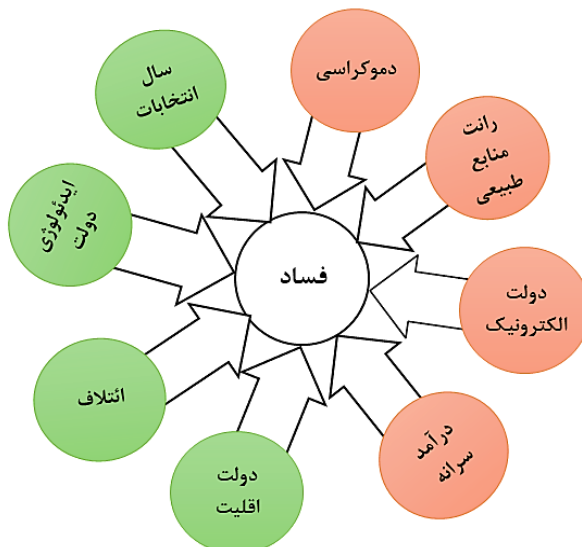 دموکراسی
رانت
منابع
طبیعی
دولت
الکترونیک
درآمد
سرانه
دولت
اقلیت
ائتلاف
ایدئولوژی
دولت
سال
انتخابات
فساد